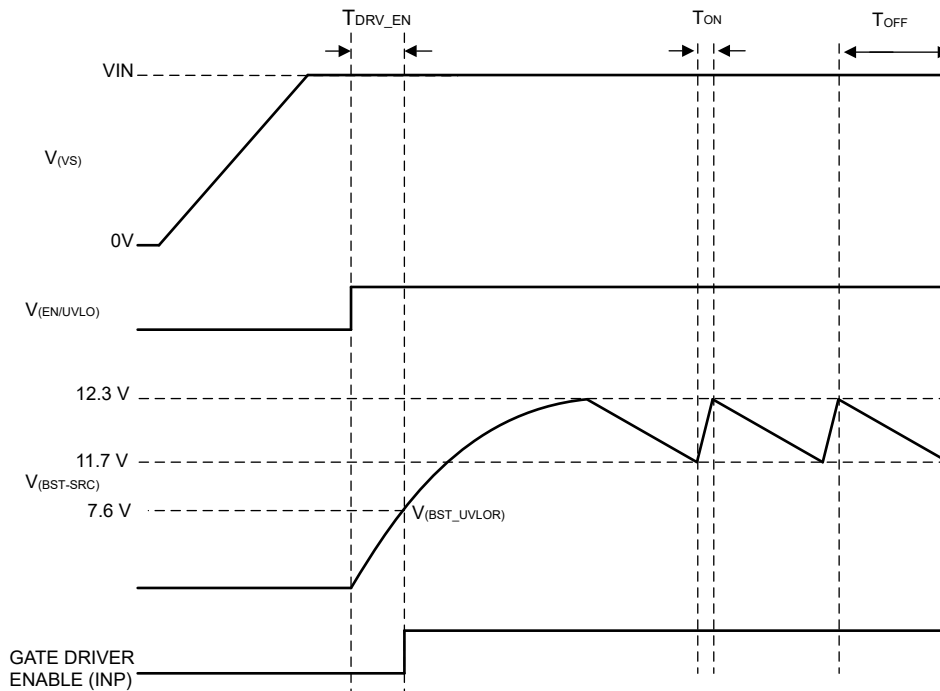 TDRV_EN
TON
TOFF
VIN
V(VS)
0V
V(EN/UVLO)
12.3 V
11.7 V
V(BST-SRC)
7.6 V
V(BST_UVLOR)
GATE DRIVER
ENABLE (INP)